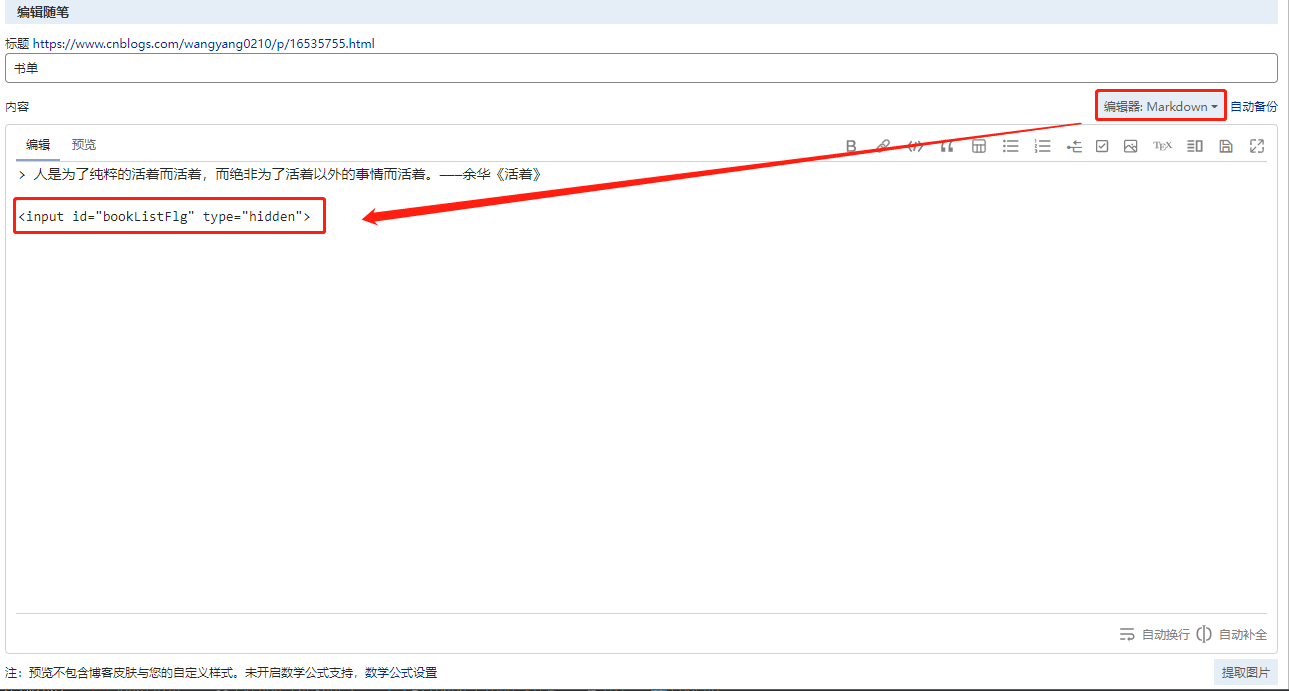 编辑随笔
标题 https://www.cnblogs.com/wangyang0210/p/16535755.html
书单
内容
编辑器: Markdown
自动备份
编辑 预览
B TEX
> 人是为了纯粹的活着而活着，而绝非为了活着以外的事情而活着。——余华《活着》
<input id="bookListFlg" type="hidden">
自动换行 自动补全
注：预览不包含博客皮肤与您的自定义样式。未开启数学公式支持，数学公式设置
提取图片